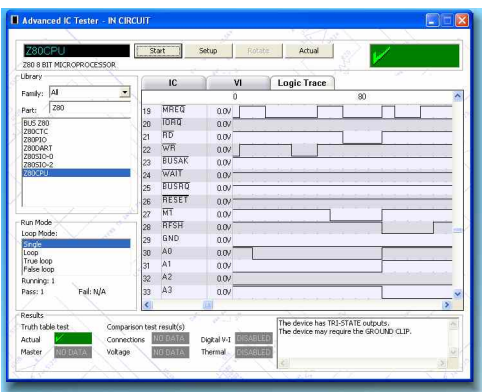 Advanced IC Tester - IN CIRCUIT
Z80CPU
Start Setup Rotate Actual
Z80 8 BIT MICROPROCESSOR
Library
Family: All
Part: Z80
BUS Z80
Z80CTC
Z80PIO
Z80DART
Z80SIO-0
Z80SIO-2
Z80CPU
Run Mode
Loop Mode:
Single
Loop
True loop
False loop
Running: 1
Pass: 1 Fail: N/A
IC VI Logic Trace
0 80
19 MREQ 0.0V
20 IORQ 0.0V
21 RD 0.0V
22 WR 0.0V
23 BUSAK 0.0V
24 WAIT 0.0V
25 BUSRQ 0.0V
26 RESET 0.0V
27 M1 0.0V
28 RFSH 0.0V
29 GND 0.0V
30 A0 0.0V
31 A1 0.0V
32 A2 0.0V
33 A3 0.0V
Results
Truth table test Comparison test result(s)
Actual Connections NO DATA Digital V-I DISABLED
Master NO DATA Voltage NO DATA Thermal DISABLED
The device has TRI-STATE outputs.
The device may require the GROUND CLIP.